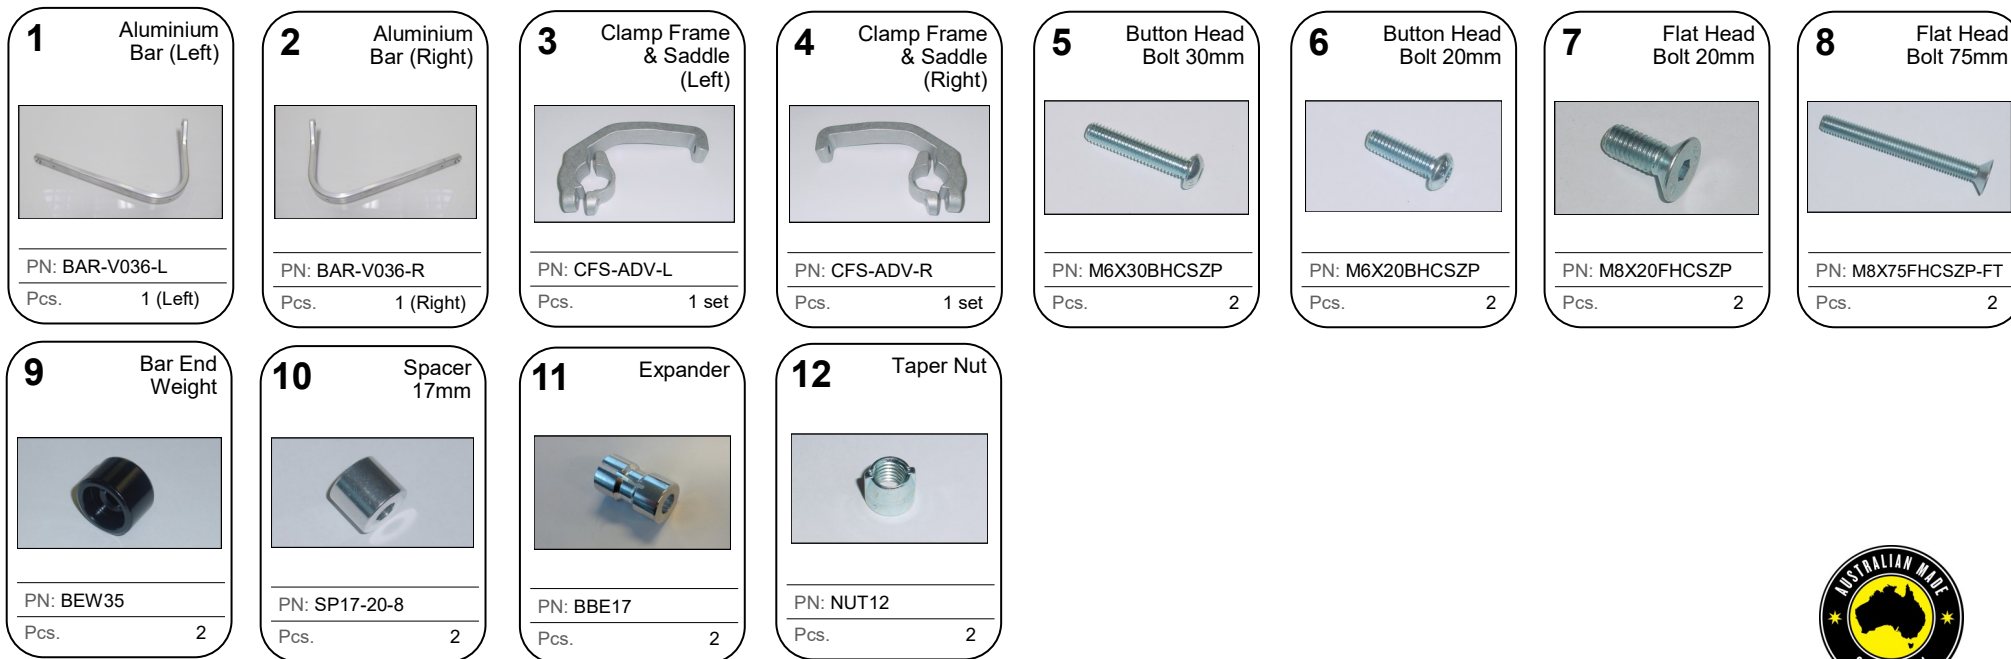 1
Aluminium
Bar (Left)
PN: BAR-V036-L
Pcs. 1 (Left)
2
Aluminium
Bar (Right)
PN: BAR-V036-R
Pcs. 1 (Right)
3
Clamp Frame
& Saddle
(Left)
PN: CFS-ADV-L
Pcs. 1 set
4
Clamp Frame
& Saddle
(Right)
PN: CFS-ADV-R
Pcs. 1 set
5
Button Head
Bolt 30mm
PN: M6X30BHCSZP
Pcs. 2
6
Button Head
Bolt 20mm
PN: M6X20BHCSZP
Pcs. 2
7
Flat Head
Bolt 20mm
PN: M8X20FHCSZP
Pcs. 2
8
Flat Head
Bolt 75mm
PN: M8X75FHCSZP-FT
Pcs. 2
9
Bar End
Weight
PN: BEW35
Pcs. 2
10
Spacer
17mm
PN: SP17-20-8
Pcs. 2
11
Expander
PN: BBE17
Pcs. 2
12
Taper Nut
PN: NUT12
Pcs. 2
AUSTRALIAN MADE